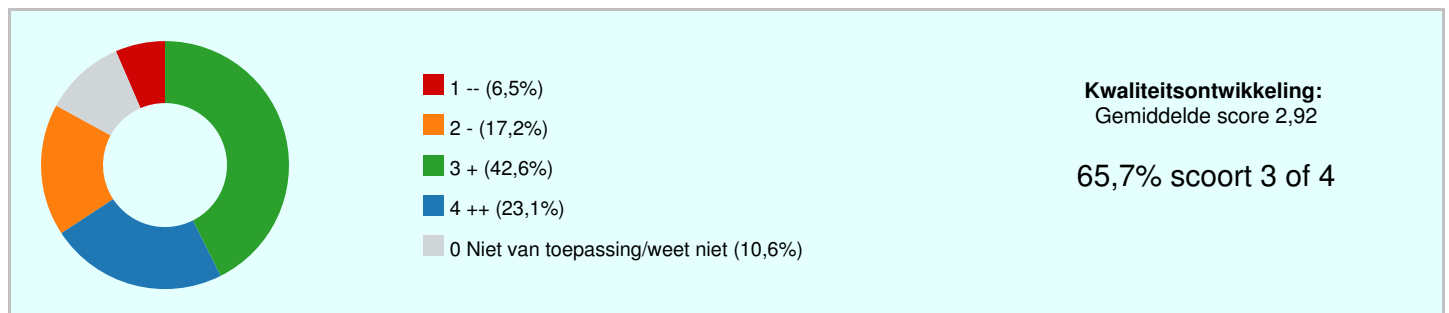 1 -- (6,5%)
2 - (17,2%)
3 + (42,6%)
4 ++ (23,1%)
0 Niet van toepassing/weet niet (10,6%)
Kwaliteitsontwikkeling:
Gemiddelde score 2,92
65,7% scoort 3 of 4